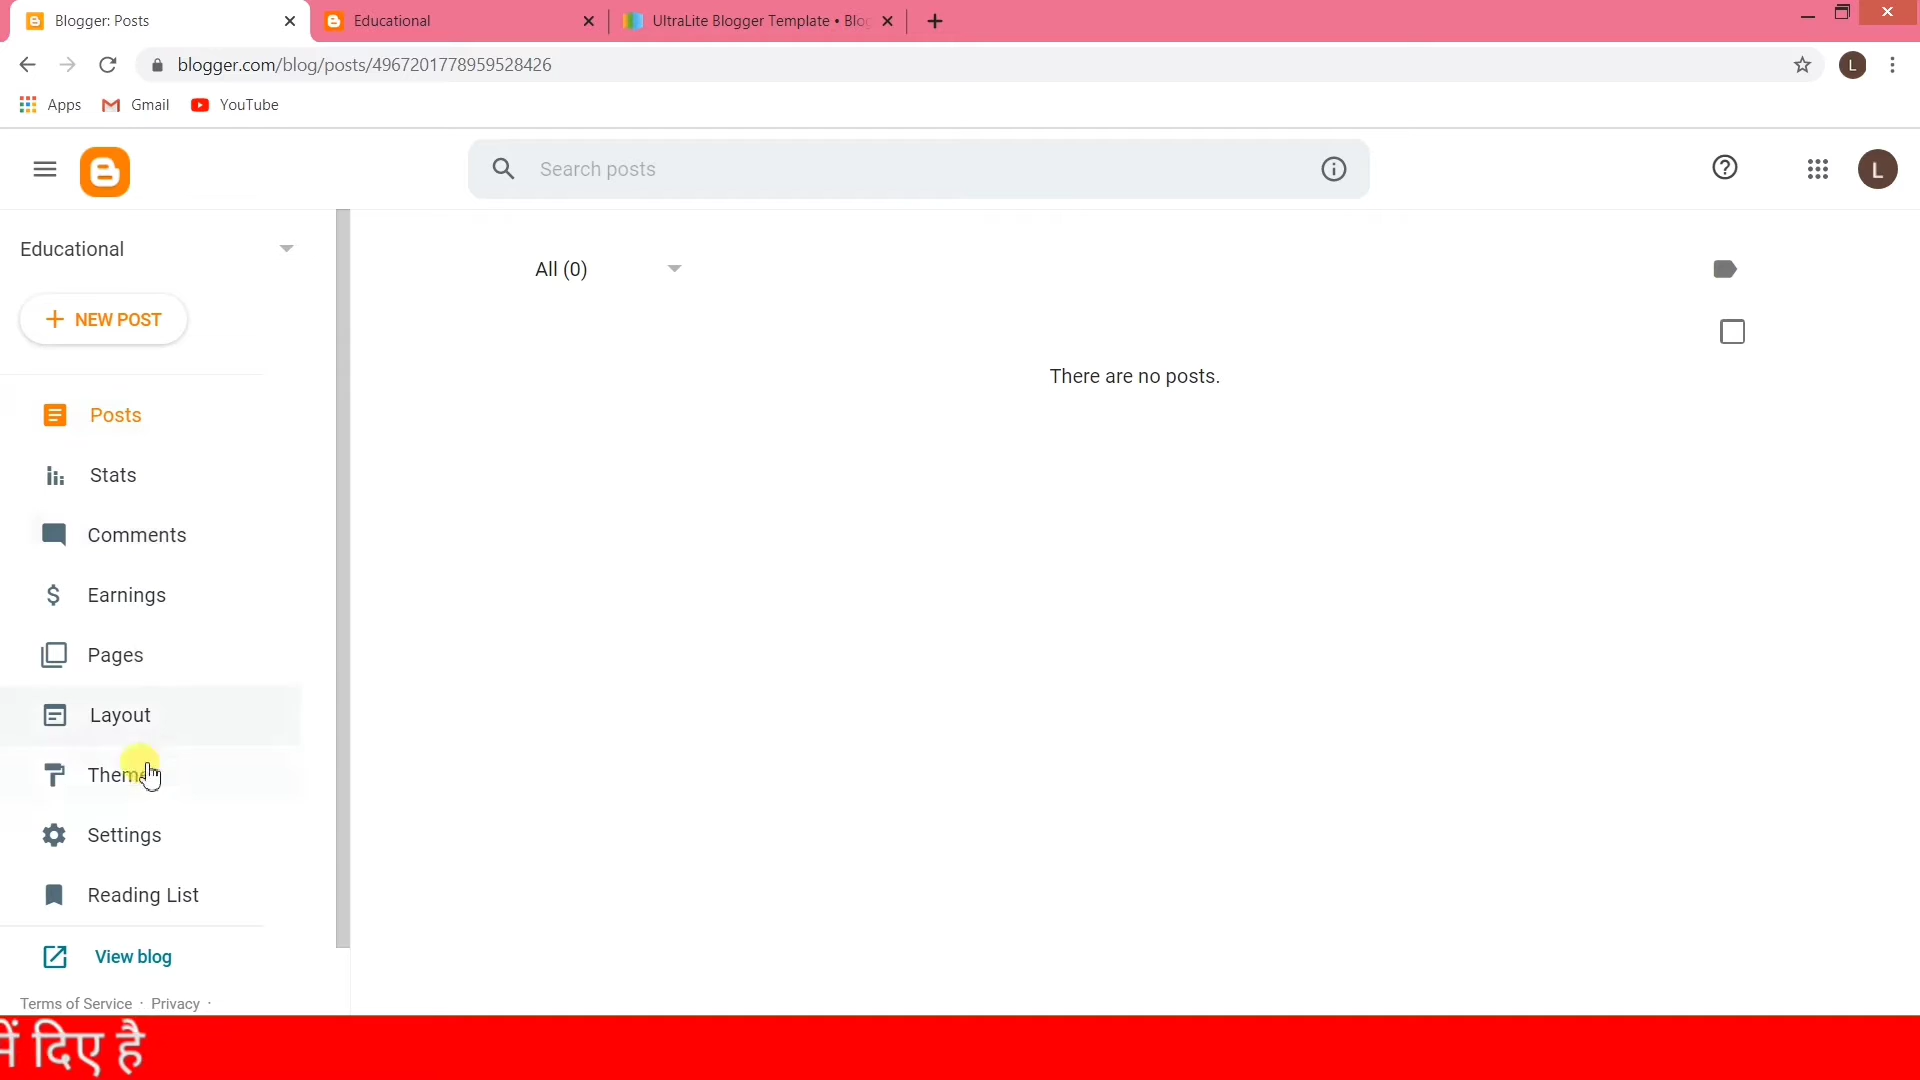 Blogger: Posts
Educational
UltraLite Blogger Template • Blog
blogger.com/blog/posts/4967201778959528426
L
Apps
Gmail
YouTube
Search posts
L
Educational
All (0)
NEW POST
There are no posts.
Posts
Stats
Comments
Earnings
Pages
Layout
Theme
Settings
Reading List
View blog
Terms of Service · Privacy ·
में दिए है